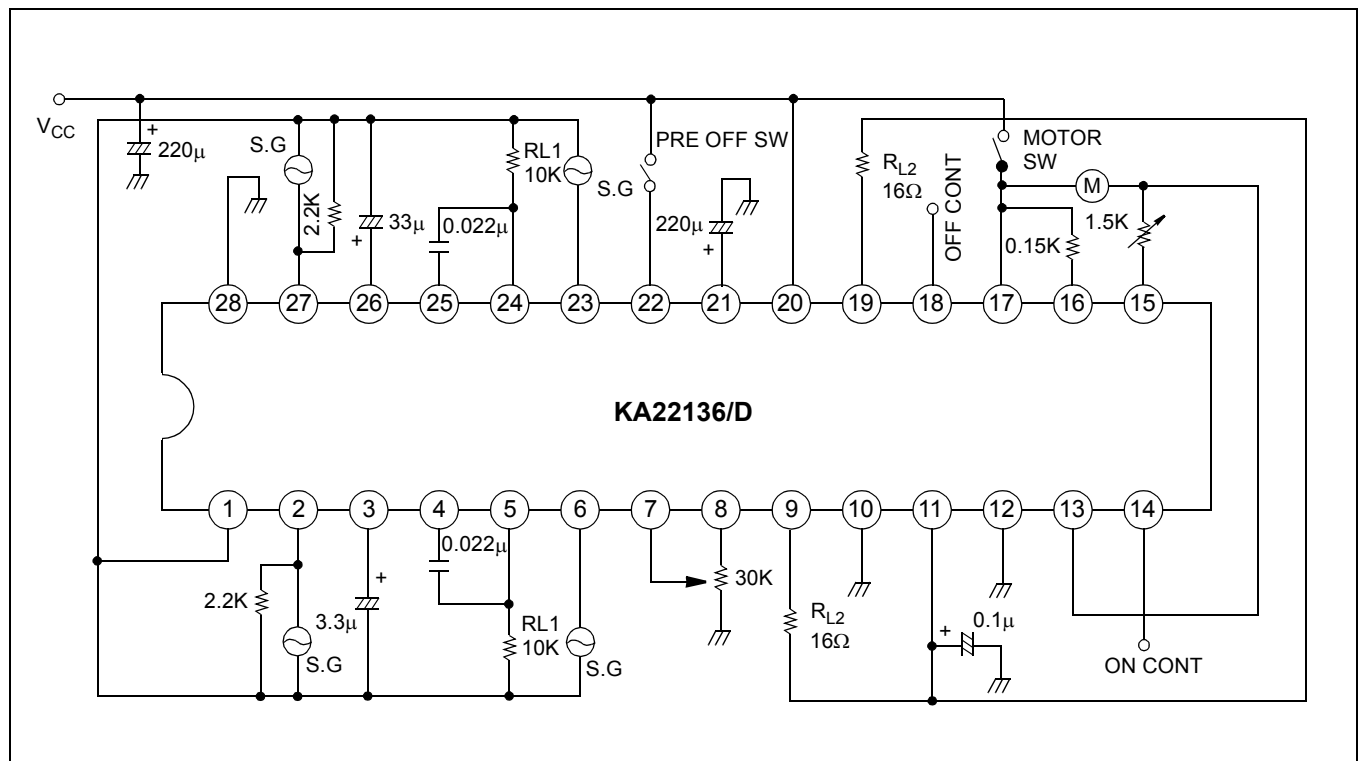 V_CC
220µ
S.G
2.2K
33µ
0.022µ
RL1
10K
S.G
PRE OFF SW
220µ
R_L2
16Ω
OFF CONT
MOTOR
SW
M
0.15K
1.5K
28 27 26 25 24 23 22 21 20 19 18 17 16 15
KA22136/D
1 2 3 4 5 6 7 8 9 10 11 12 13 14
2.2K
S.G
3.3µ
0.022µ
RL1
10K
S.G
30K
R_L2
16Ω
0.1µ
ON CONT